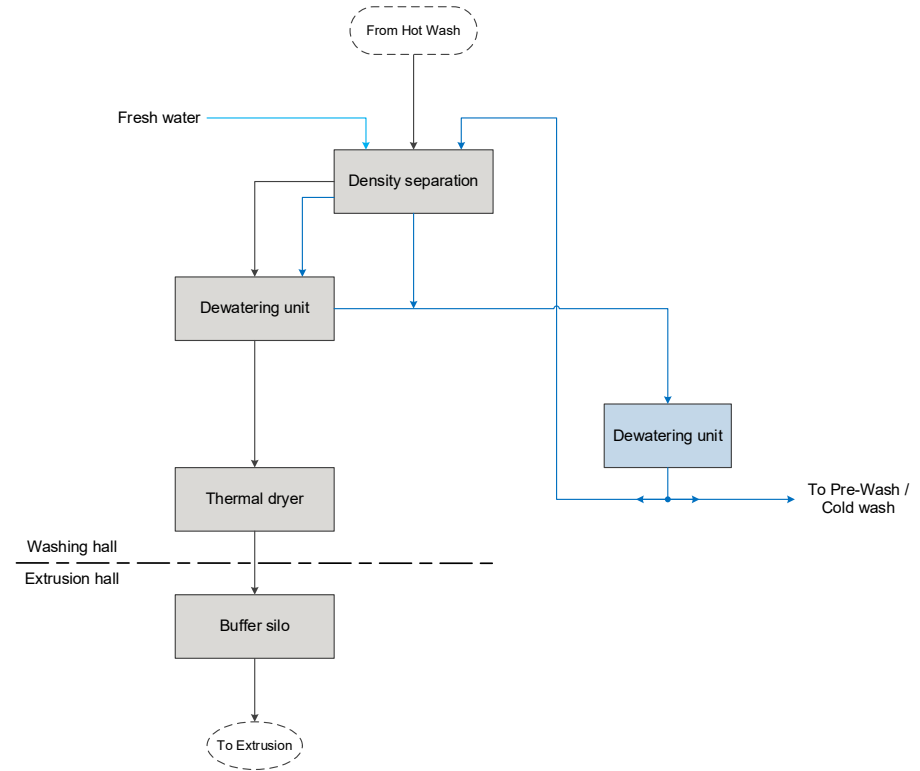 From Hot Wash
Fresh water
Density separation
Dewatering unit
Dewatering unit
Thermal dryer
To Pre-Wash /
Cold wash
Washing hall
Extrusion hall
Buffer silo
To Extrusion